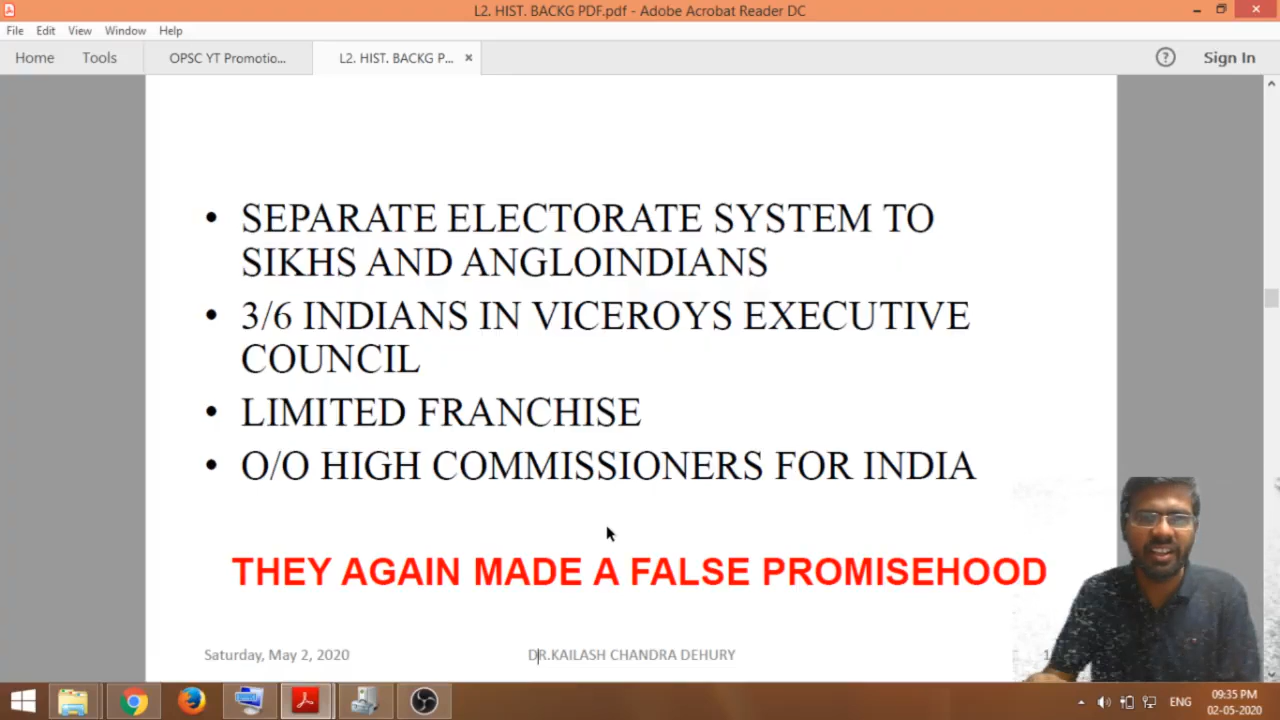 L2. HIST. BACKG PDF.pdf - Adobe Acrobat Reader DC
File Edit View Window Help
Home Tools OPSC YT Promotio... L2. HIST. BACKG P... × ? Sign In
• SEPARATE ELECTORATE SYSTEM TO
SIKHS AND ANGLOINDIANS
• 3/6 INDIANS IN VICEROYS EXECUTIVE
COUNCIL
• LIMITED FRANCHISE
• O/O HIGH COMMISSIONERS FOR INDIA
THEY AGAIN MADE A FALSE PROMISEHOOD
Saturday, May 2, 2020 DR.KAILASH CHANDRA DEHURY
ENG 09:35 PM
02-05-2020